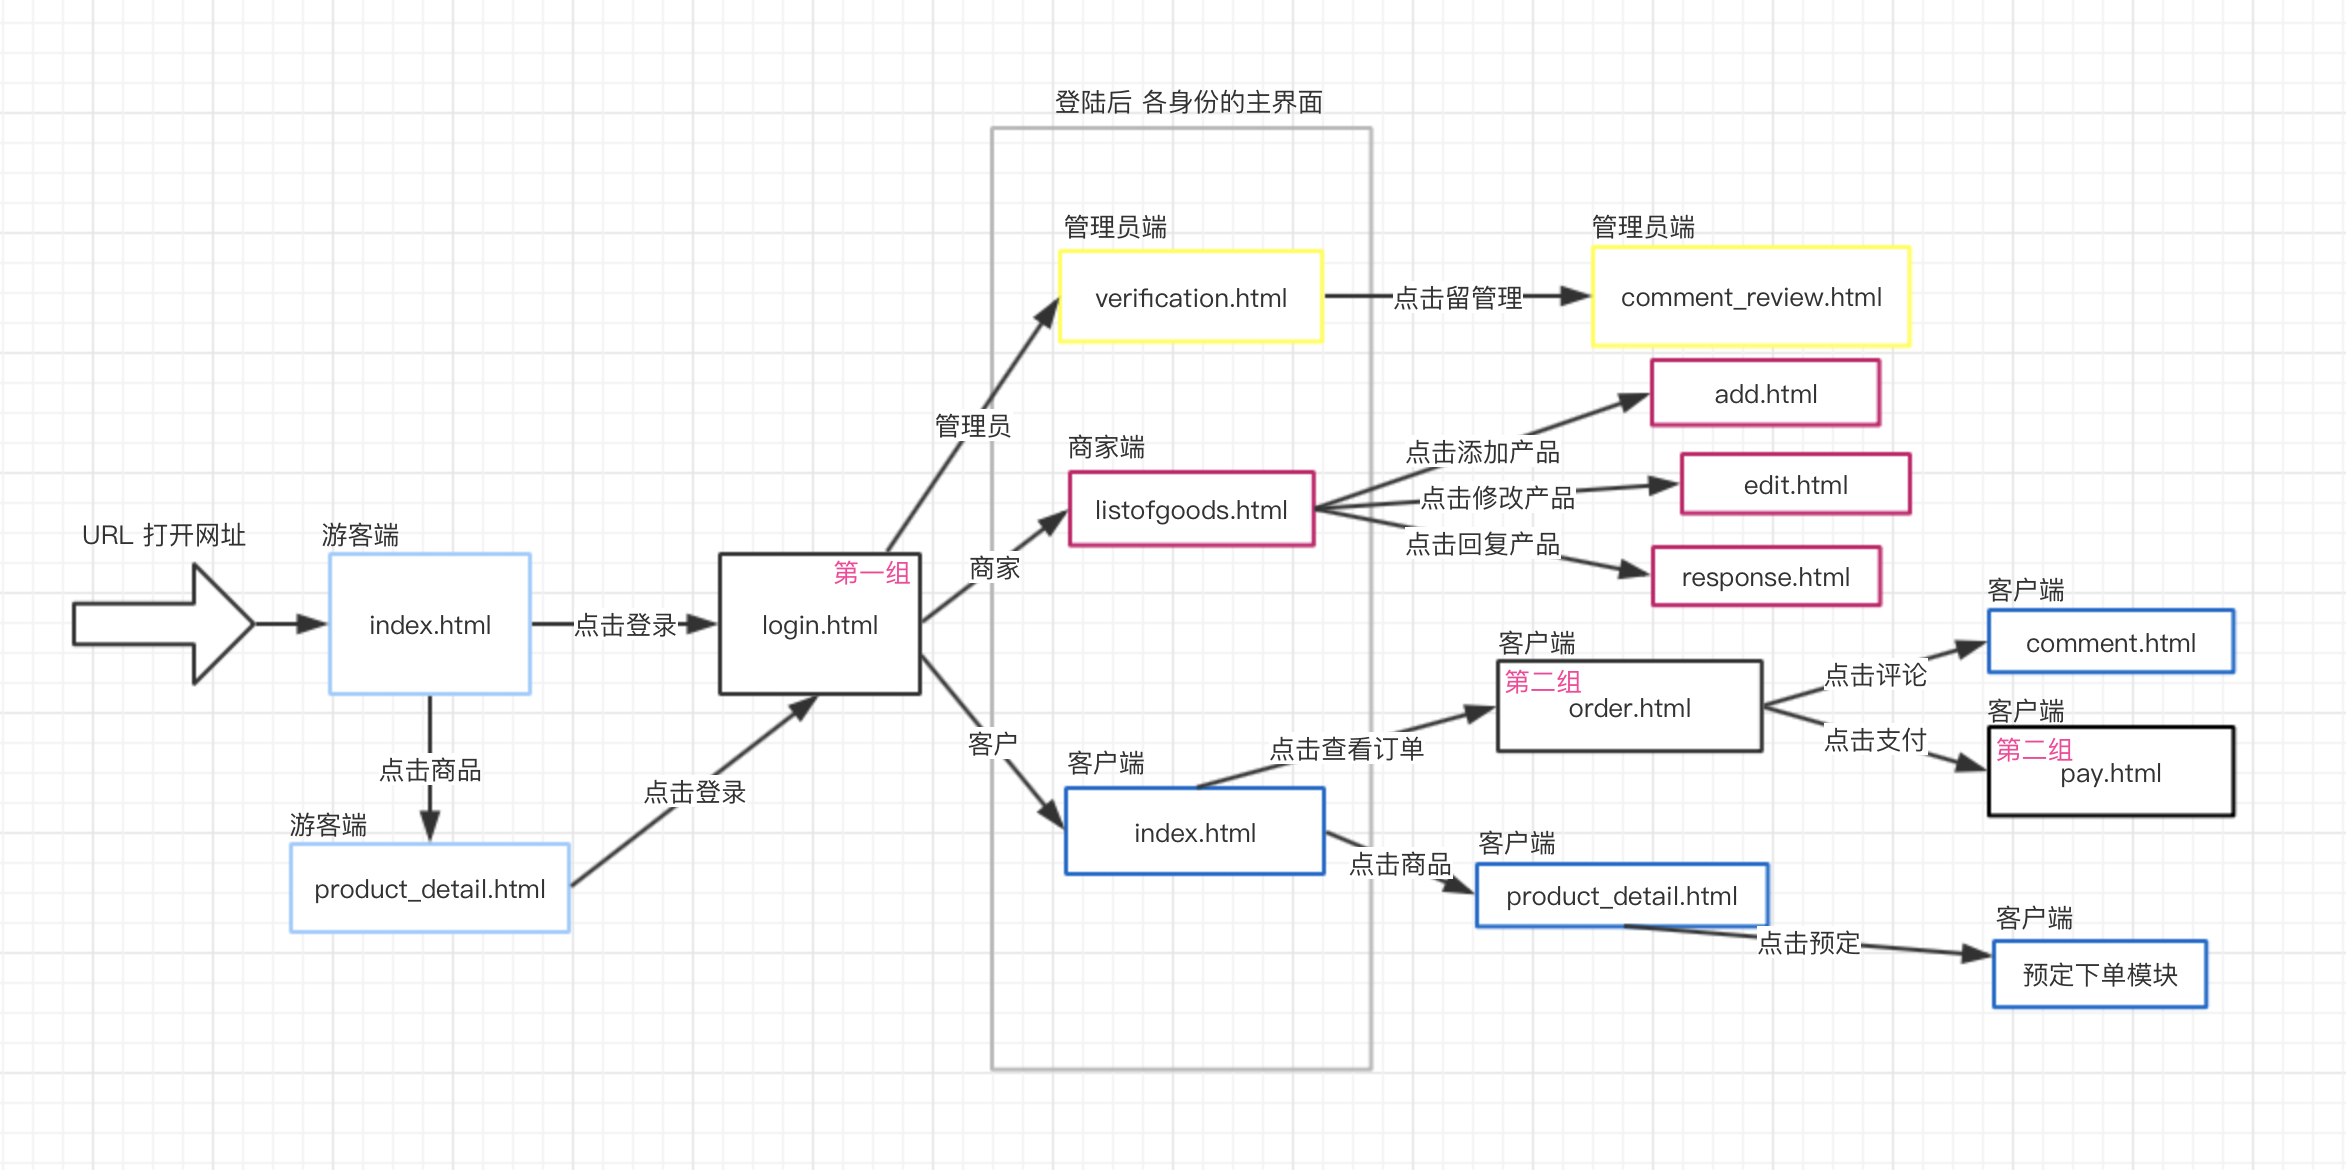 登陆后 各身份的主界面
管理员端
verification.html
点击留管理
管理员端
comment_review.html
管理员
商家端
listofgoods.html
点击添加产品
add.html
点击修改产品
edit.html
点击回复产品
response.html
URL 打开网址
游客端
index.html
点击登录
第一组
login.html
商家
客户
点击商品
游客端
product_detail.html
点击登录
客户端
index.html
点击查看订单
客户端
第二组
order.html
点击评论
客户端
comment.html
点击支付
客户端
第二组
pay.html
点击商品
客户端
product_detail.html
点击预定
客户端
预定下单模块